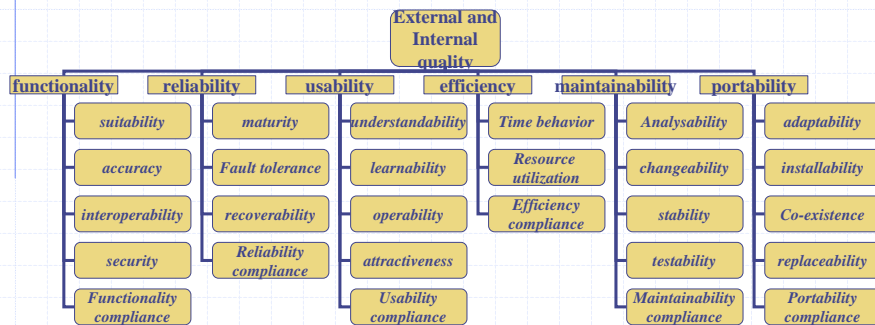 External and
Internal
quality
functionality
reliability
usability
efficiency
maintainability
portability
suitability
accuracy
interoperability
security
Functionality
compliance
maturity
Fault tolerance
recoverability
Reliability
compliance
understandability
learnability
operability
attractiveness
Usability
compliance
Time behavior
Resource
utilization
Efficiency
compliance
Analysability
changeability
stability
testability
Maintainability
compliance
adaptability
installability
Co-existence
replaceability
Portability
compliance